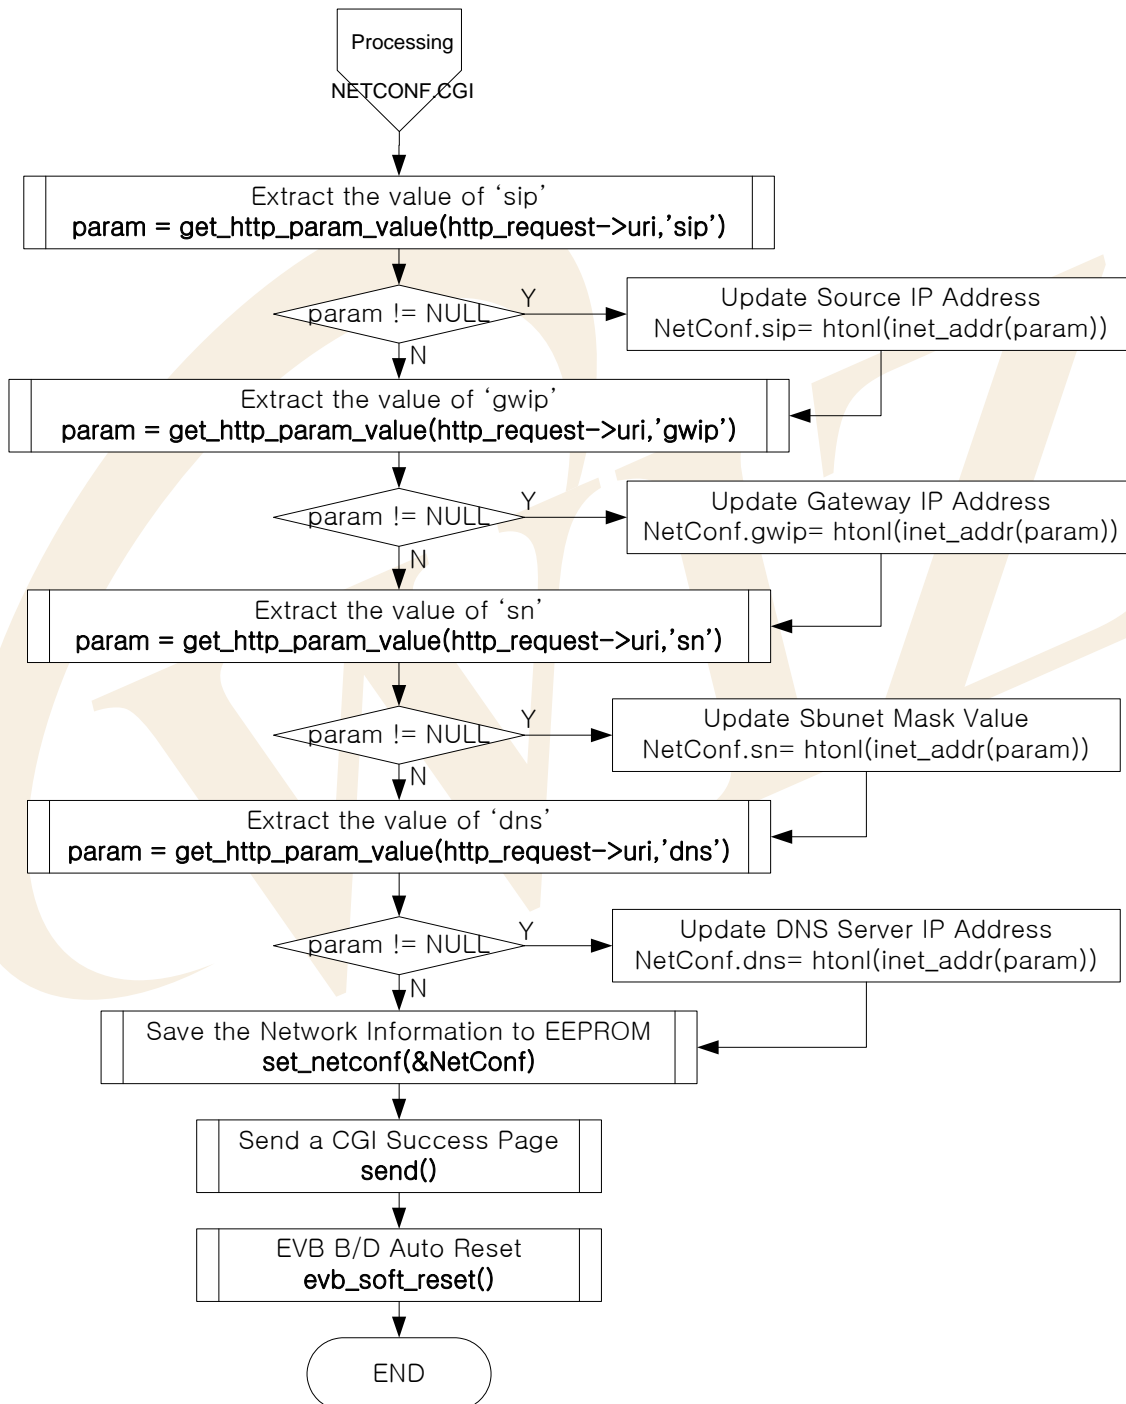 Processing
NETCONF.CGI
Extract the value of ‘sip’
param = get_http_param_value(http_request->uri,’sip’)
param != NULL
Y
Update Source IP Address
NetConf.sip= htonl(inet_addr(param))
N
Extract the value of ‘gwip’
param = get_http_param_value(http_request->uri,’gwip’)
param != NULL
Y
Update Gateway IP Address
NetConf.gwip= htonl(inet_addr(param))
N
Extract the value of ‘sn’
param = get_http_param_value(http_request->uri,’sn’)
param != NULL
Y
Update Sbunet Mask Value
NetConf.sn= htonl(inet_addr(param))
N
Extract the value of ‘dns’
param = get_http_param_value(http_request->uri,’dns’)
param != NULL
Y
Update DNS Server IP Address
NetConf.dns= htonl(inet_addr(param))
N
Save the Network Information to EEPROM
set_netconf(&NetConf)
Send a CGI Success Page
send()
EVB B/D Auto Reset
evb_soft_reset()
END